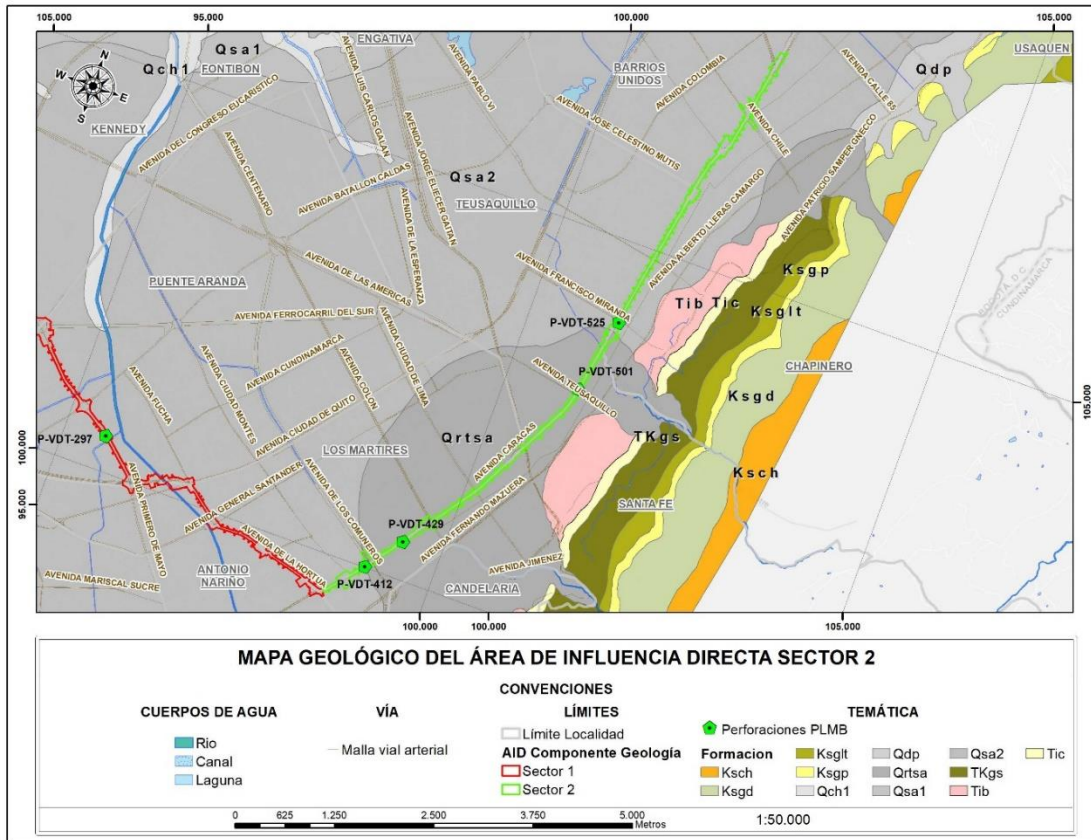 105.000
95.000
100.000
105.000
ENGATIVA
Qsa1
FONTIBON
Qch1
N
W
E
S
KENNEDY
AVENIDA DEL CONGRESO EUCARISTICO
AVENIDA LUIS CARLOS GALAN
AVENIDA JORGE ELIECER GAITAN
AVENIDA PABLO VI
BARRIOS
UNIDOS
AVENIDA COLOMBIA
AVENIDA CHILE
AVENIDA CALLE 85
Qdp
USAQUEN
AVENIDA JOSE CELESTINO MUTIS
AVENIDA CENTENARIO
AVENIDA BATALLON CALDAS
Qsa2
TEUSAQUILLO
AVENIDA DE LA ESPERANZA
AVENIDA ALBERTO LLERAS CAMARGO
AVENIDA PATRICIO SAMPER GNECCO
AVENIDA DE LAS AMERICAS
PUENTE ARANDA
AVENIDA FRANCISCO MIRANDA
Ksgp
Tib
Tic
Ksglt
BOGOTÁ, D.C.
CUNDINAMARCA
AVENIDA FERROCARRIL DEL SUR
P-VDT-525
AVENIDA CUNDINAMARCA
AVENIDA CIUDAD DE LIMA
P-VDT-501
CHAPINERO
AVENIDA FUCHA
AVENIDA CIUDAD MONTES
AVENIDA COLON
AVENIDA TEUSAQUILLO
Ksgd
105.000
AVENIDA CIUDAD DE QUITO
P-VDT-297
Qrtsa
TKgs
100.000
LOS MARTIRES
AVENIDA CARACAS
Ksch
AVENIDA PRIMERO DE MAYO
AVENIDA GENERAL SANTANDER
AVENIDA DE LOS COMUNEROS
AVENIDA FERNANDO MAZUERA
SANTA FE
95.000
P-VDT-429
AVENIDA DE LA HORTUA
AVENIDA MARISCAL SUCRE
ANTONIO
NARIÑO
P-VDT-412
AVENIDA JIMENEZ
CANDELARIA
100.000
100.000
105.000
MAPA GEOLÓGICO DEL ÁREA DE INFLUENCIA DIRECTA SECTOR 2
CONVENCIONES
CUERPOS DE AGUA
Rio
Canal
Laguna
VÍA
Malla vial arterial
LÍMITES
Límite Localidad
AID Componente Geología
Sector 1
Sector 2
TEMÁTICA
Perforaciones PLMB
Formacion
Ksch
Ksgd
Ksglt
Ksgp
Qch1
Qdp
Qrtsa
Qsa1
Qsa2
TKgs
Tib
Tic
0 625 1.250 2.500 3.750 5.000
Metros
1:50.000